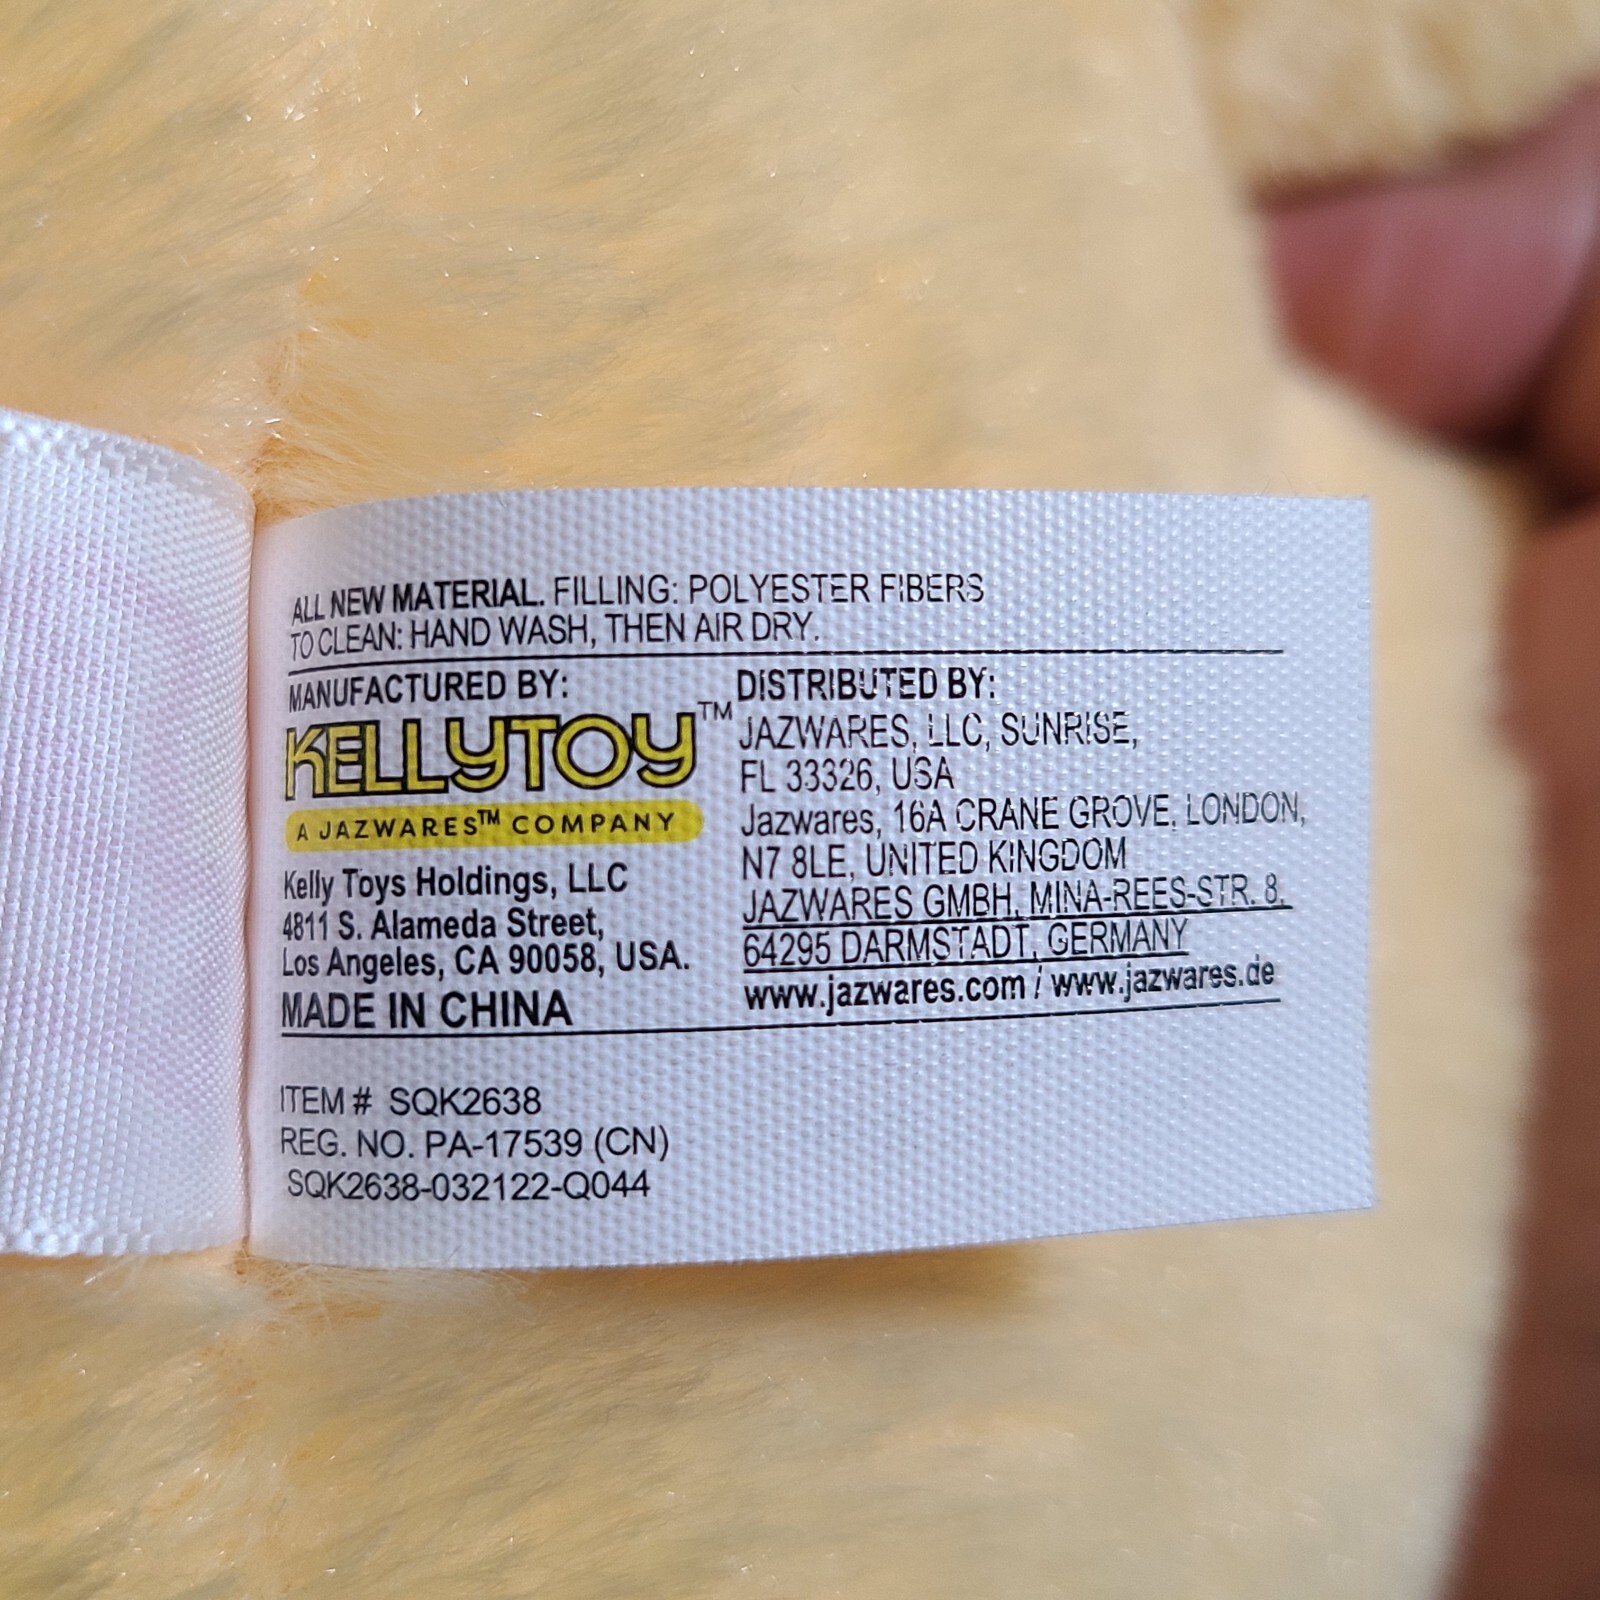 ALL NEW MATERIAL. FILLING: POLYESTER FIBERS
TO CLEAN: HAND WASH, THEN AIR DRY.
MANUFACTURED BY:
KELLYTOY™
A JAZWARES™ COMPANY
Kelly Toys Holdings, LLC
4811 S. Alameda Street,
Los Angeles, CA 90058, USA.
MADE IN CHINA
DISTRIBUTED BY:
JAZWARES, LLC, SUNRISE,
FL 33326, USA
Jazwares, 16A CRANE GROVE, LONDON,
N7 8LE, UNITED KINGDOM
JAZWARES GMBH, MINA-REES-STR. 8,
64295 DARMSTADT, GERMANY
www.jazwares.com / www.jazwares.de
ITEM # SQK2638
REG. NO. PA-17539 (CN)
SQK2638-032122-Q044